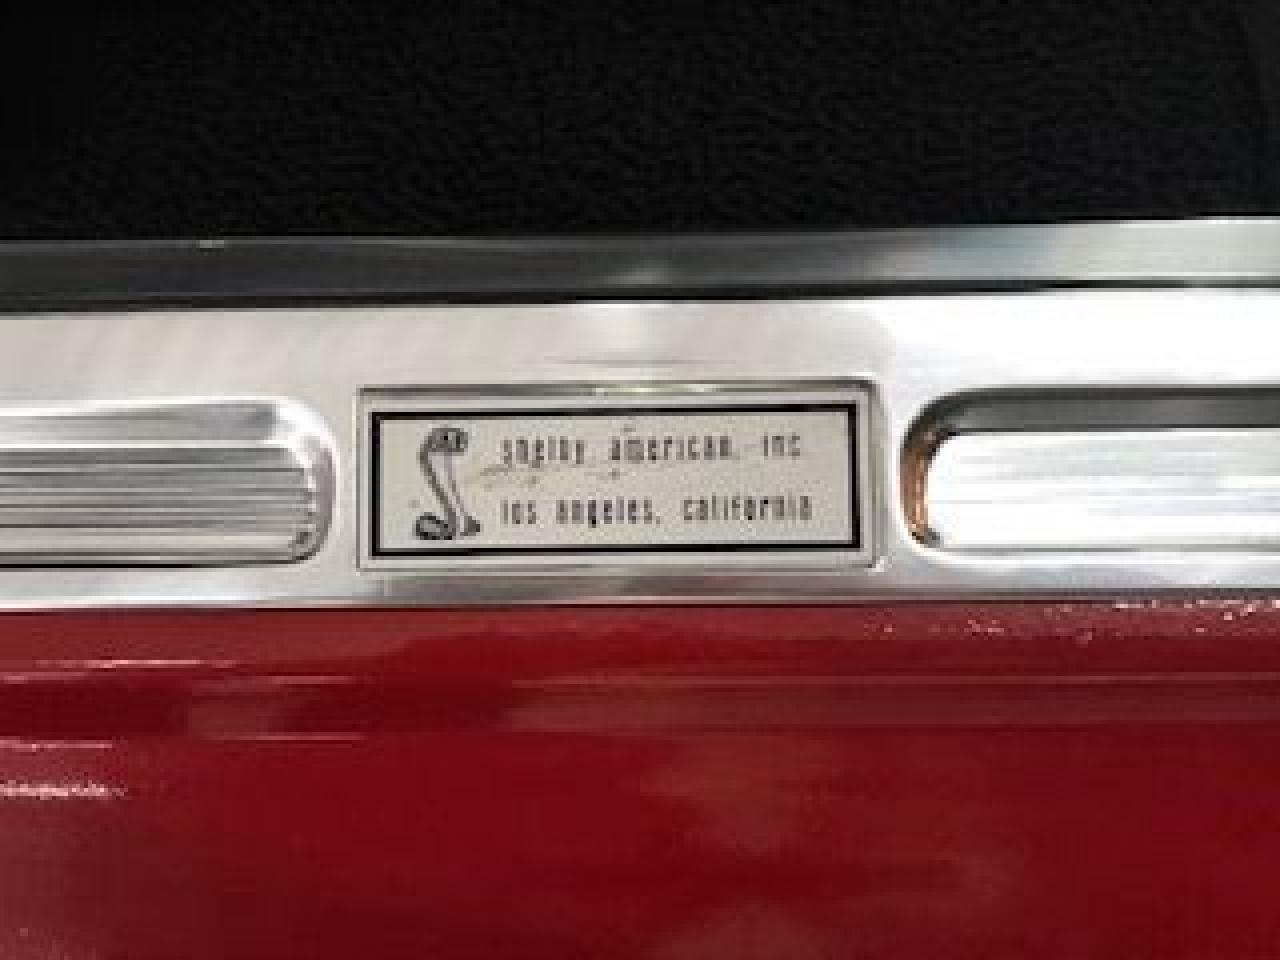 shelby american, inc
los angeles, california